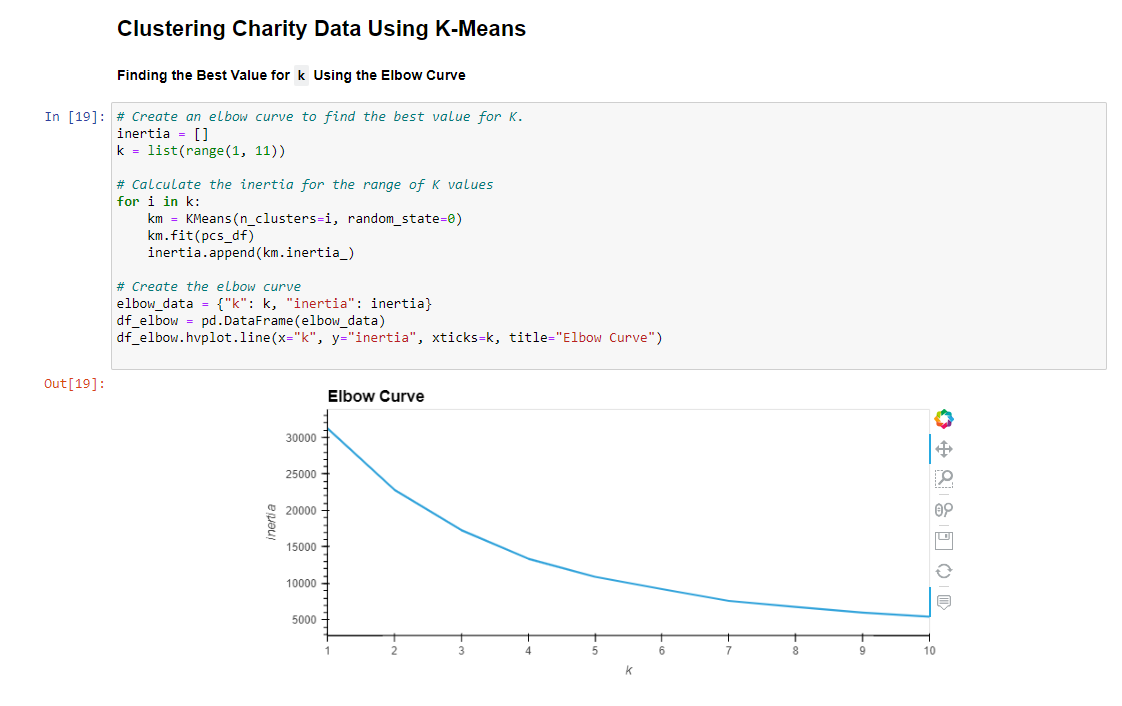 Clustering Charity Data Using K-Means
Finding the Best Value for k Using the Elbow Curve
In [19]:
# Create an elbow curve to find the best value for K.
inertia = []
k = list(range(1, 11))
# Calculate the inertia for the range of K values
for i in k:
    km = KMeans(n_clusters=i, random_state=0)
    km.fit(pcs_df)
    inertia.append(km.inertia_)
# Create the elbow curve
elbow_data = {"k": k, "inertia": inertia}
df_elbow = pd.DataFrame(elbow_data)
df_elbow.hvplot.line(x="k", y="inertia", xticks=k, title="Elbow Curve")
Out[19]:
Elbow Curve
30000
25000
20000
15000
10000
5000
inertia
1 2 3 4 5 6 7 8 9 10
k